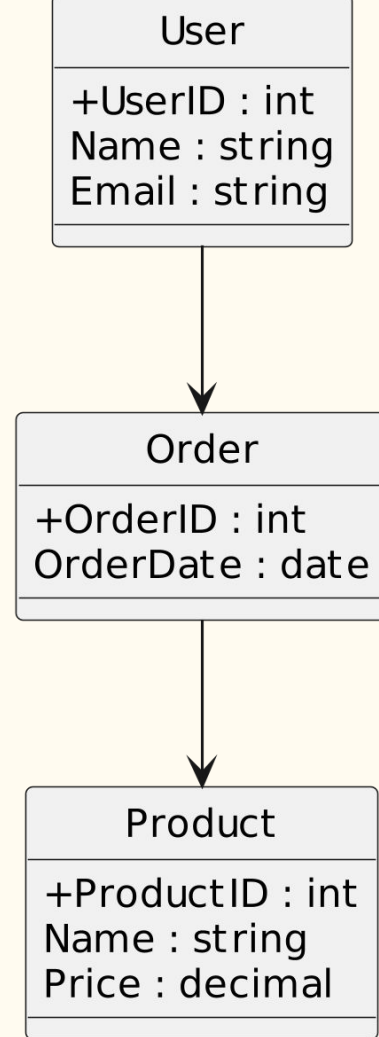 User
+UserID : int
Name : string
Email : string
Order
+OrderID : int
OrderDate : date
Product
+ProductID : int
Name : string
Price : decimal